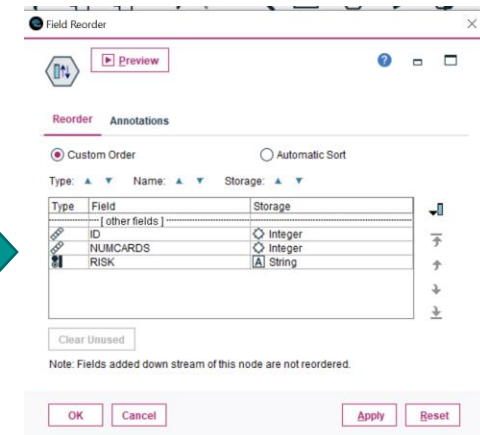 Field Reorder
Preview
Reorder Annotations
Custom Order Automatic Sort
Type: Name: Storage:
Type Field Storage
[ other fields ]
ID Integer
NUMCARDS Integer
RISK A String
Clear Unused
Note: Fields added down stream of this node are not reordered.
OK Cancel Apply Reset